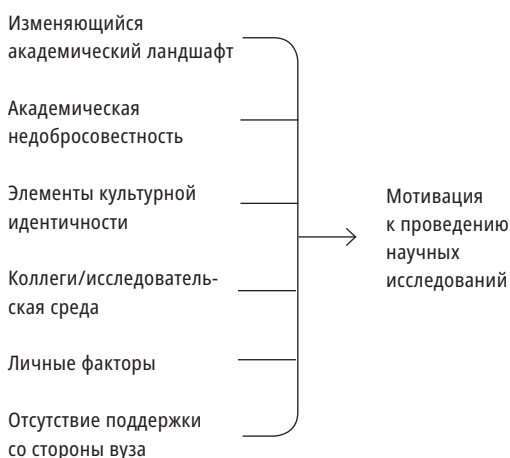 Изменяющийся
академический ландшафт
Академическая
недобросовестность
Элементы культурной
идентичности
Коллеги/исследователь-
ская среда
Личные факторы
Отсутствие поддержки
со стороны вуза
Мотивация
к проведению
научных
исследований